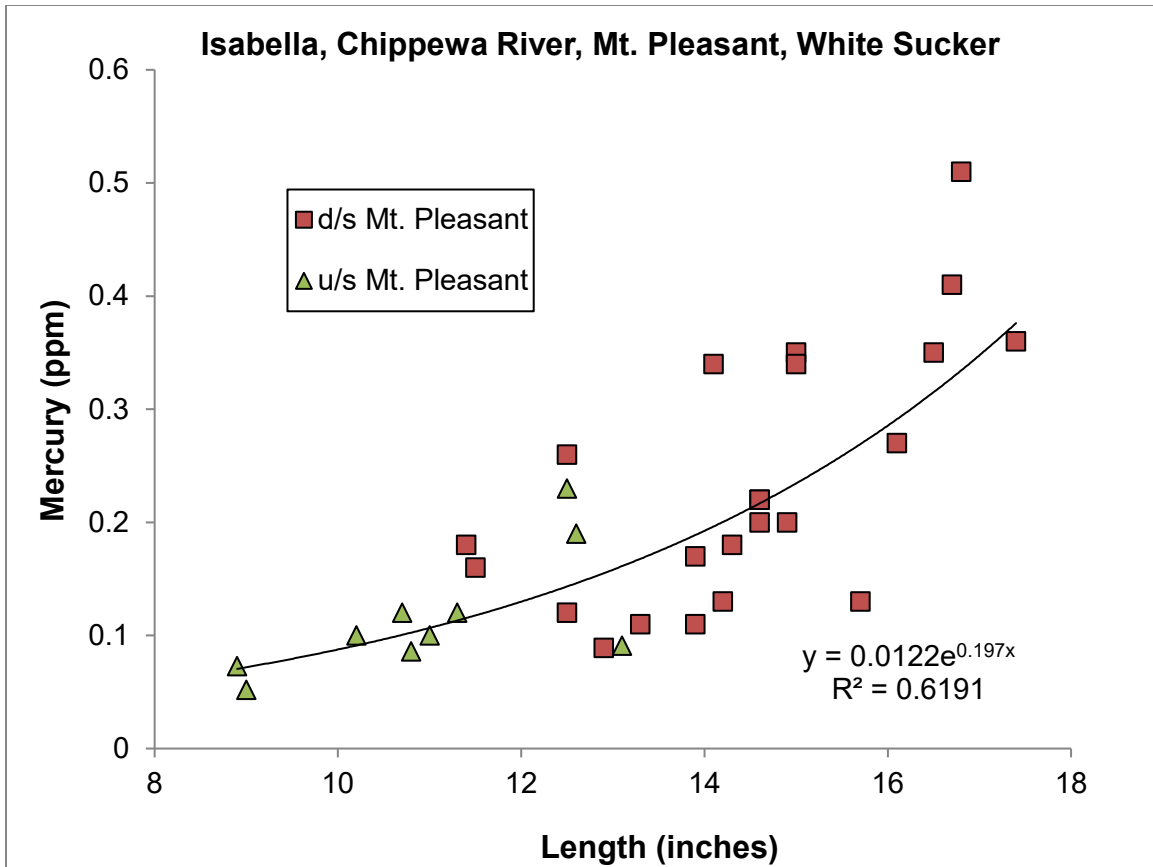 Isabella, Chippewa River, Mt. Pleasant, White Sucker
0.6
0.5
0.4
0.3
0.2
0.1
0
Mercury (ppm)
d/s Mt. Pleasant
u/s Mt. Pleasant
y = 0.0122e^0.197x
R² = 0.6191
8 10 12 14 16 18
Length (inches)